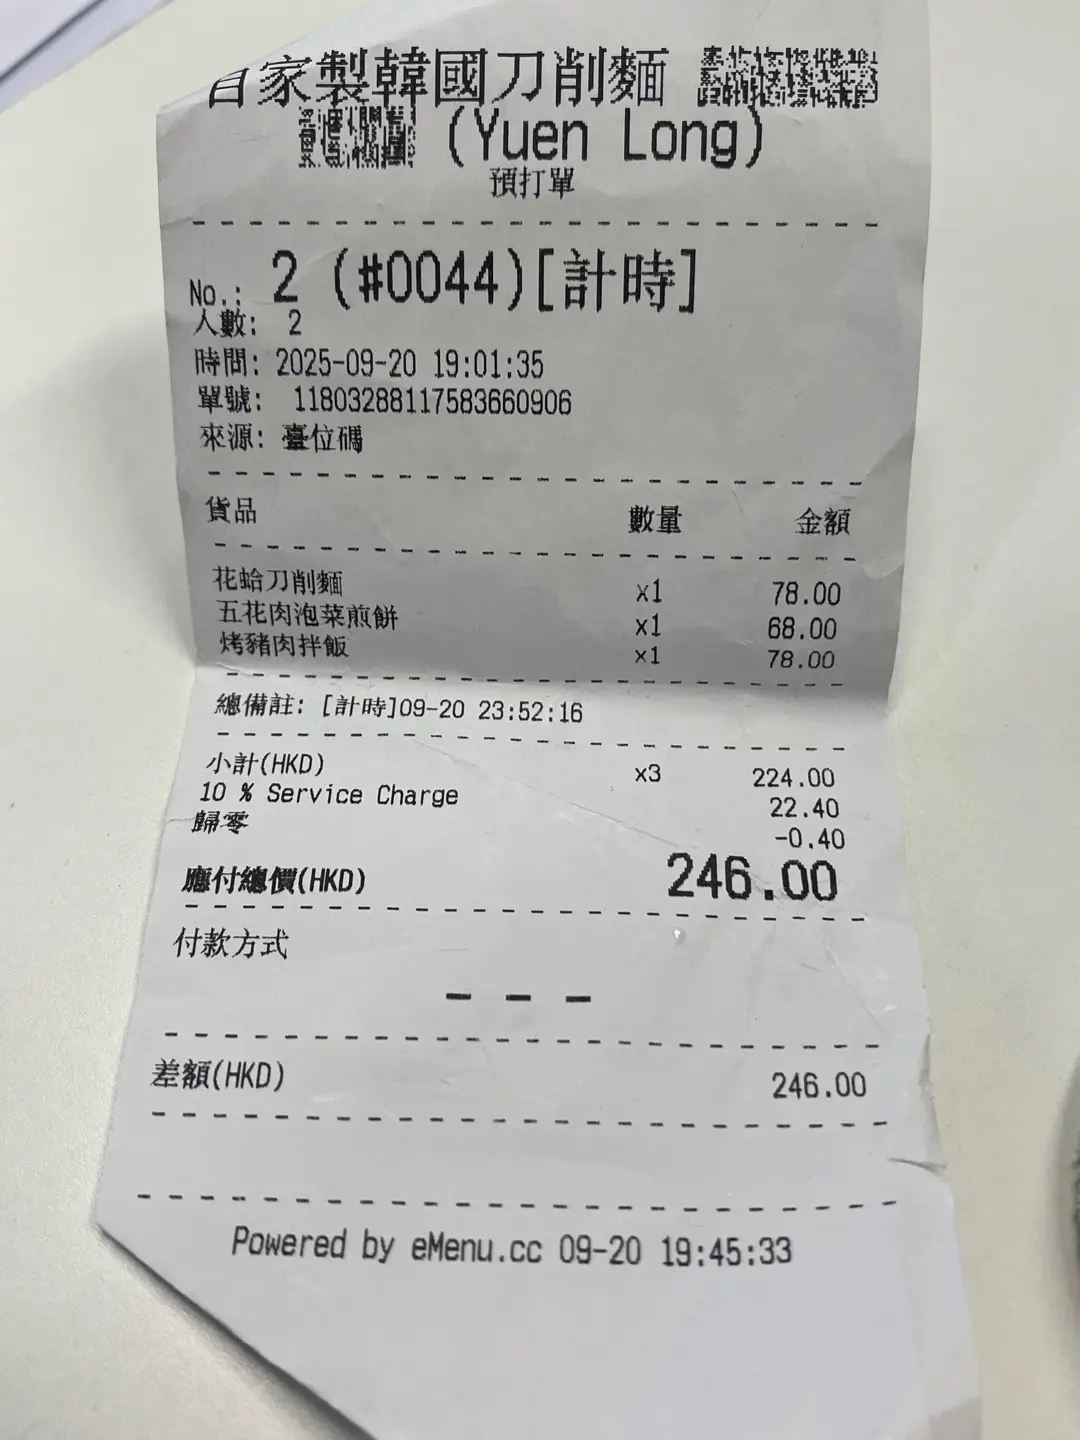 自家製韓國刀削麵
(Yuen Long)
預打單
No.: 2 (#0044)[計時]
人數: 2
時間: 2025-09-20 19:01:35
單號: 11803288117583660906
來源: 臺位碼
貨品 數量 金額
花蛤刀削麵 x1 78.00
五花肉泡菜煎餅 x1 68.00
烤豬肉拌飯 x1 78.00
總備註: [計時]09-20 23:52:16
小計(HKD) x3 224.00
10 % Service Charge 22.40
歸零 -0.40
應付總價(HKD) 246.00
付款方式
— — —
差額(HKD) 246.00
Powered by eMenu.cc 09-20 19:45:33